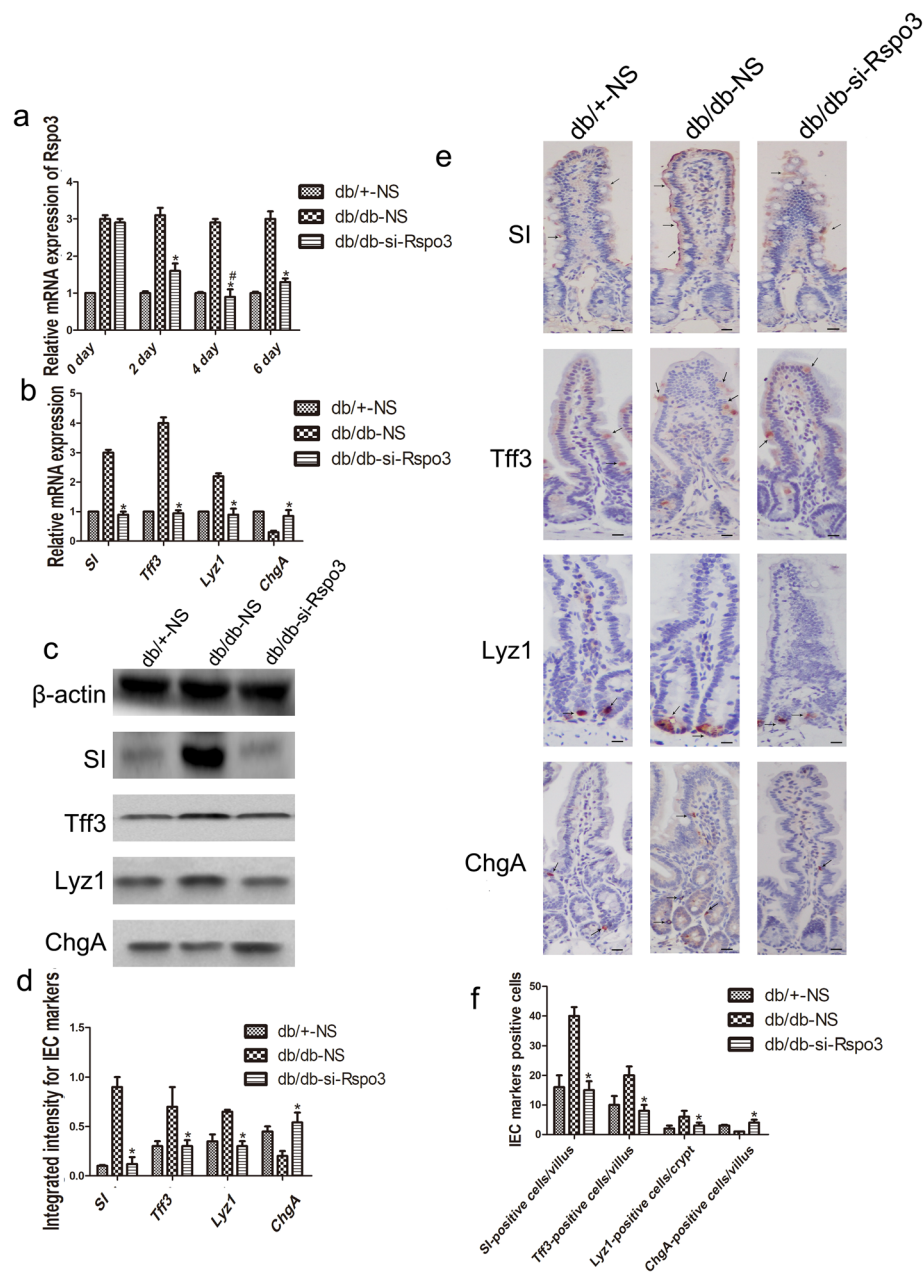 a
Relative mRNA expression of Rspo3
4
3
2
1
0
0 day
2 day
4 day
6 day
*
#
*
*
db/+-NS
db/db-NS
db/db-si-Rspo3
b
Relative mRNA expression
5
4
3
2
1
0
SI
Tff3
Lyz1
ChgA
*
*
*
*
db/+-NS
db/db-NS
db/db-si-Rspo3
c
db/+-NS
db/db-NS
db/db-si-Rspo3
β-actin
SI
Tff3
Lyz1
ChgA
d
Integrated intensity for IEC markers
1.5
1.0
0.5
0.0
SI
Tff3
Lyz1
ChgA
*
*
*
*
db/+-NS
db/db-NS
db/db-si-Rspo3
e
db/+-NS
db/db-NS
db/db-si-Rspo3
SI
Tff3
Lyz1
ChgA
f
IEC markers positive cells
50
40
30
20
10
0
SI-positive cells/villus
Tff3-positive cells/villus
Lyz1-positive cells/crypt
ChgA-positive cells/villus
*
*
*
*
db/+-NS
db/db-NS
db/db-si-Rspo3